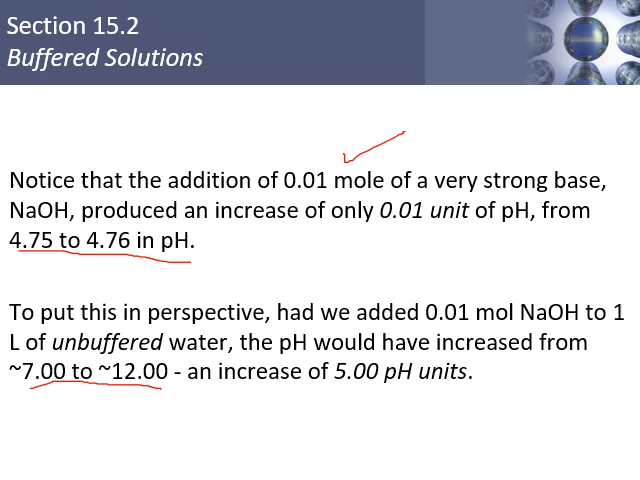 Section 15.2
Buffered Solutions
Notice that the addition of 0.01 mole of a very strong base,
NaOH, produced an increase of only 0.01 unit of pH, from
4.75 to 4.76 in pH.
To put this in perspective, had we added 0.01 mol NaOH to 1
L of unbuffered water, the pH would have increased from
~7.00 to ~12.00 - an increase of 5.00 pH units.